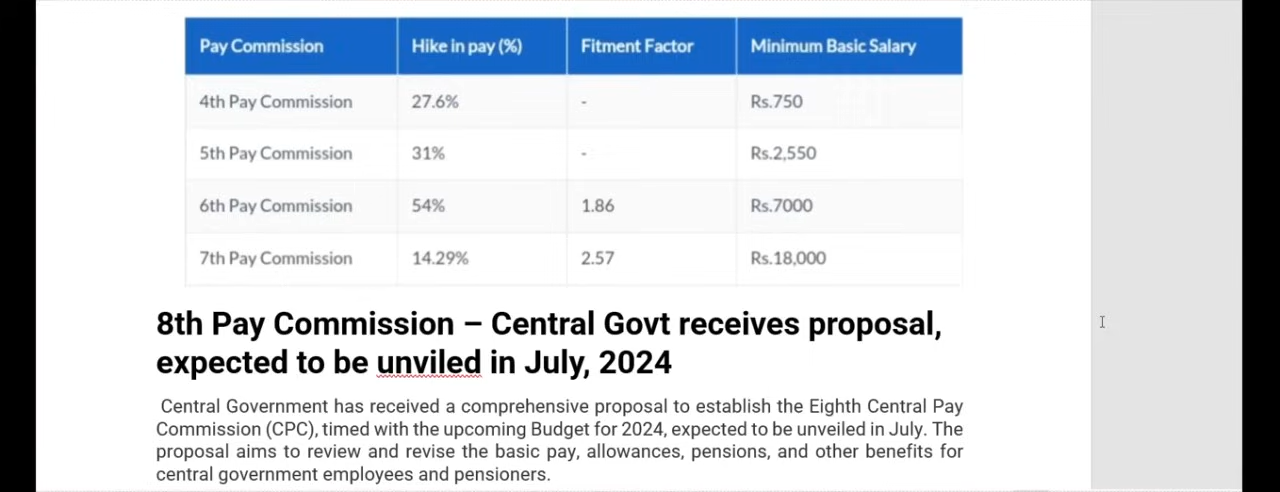 Pay Commission Hike in pay (%) Fitment Factor Minimum Basic Salary
4th Pay Commission 27.6% - Rs.750
5th Pay Commission 31% - Rs.2,550
6th Pay Commission 54% 1.86 Rs.7000
7th Pay Commission 14.29% 2.57 Rs.18,000
8th Pay Commission – Central Govt receives proposal,
expected to be unviled in July, 2024
Central Government has received a comprehensive proposal to establish the Eighth Central Pay
Commission (CPC), timed with the upcoming Budget for 2024, expected to be unveiled in July. The
proposal aims to review and revise the basic pay, allowances, pensions, and other benefits for
central government employees and pensioners.